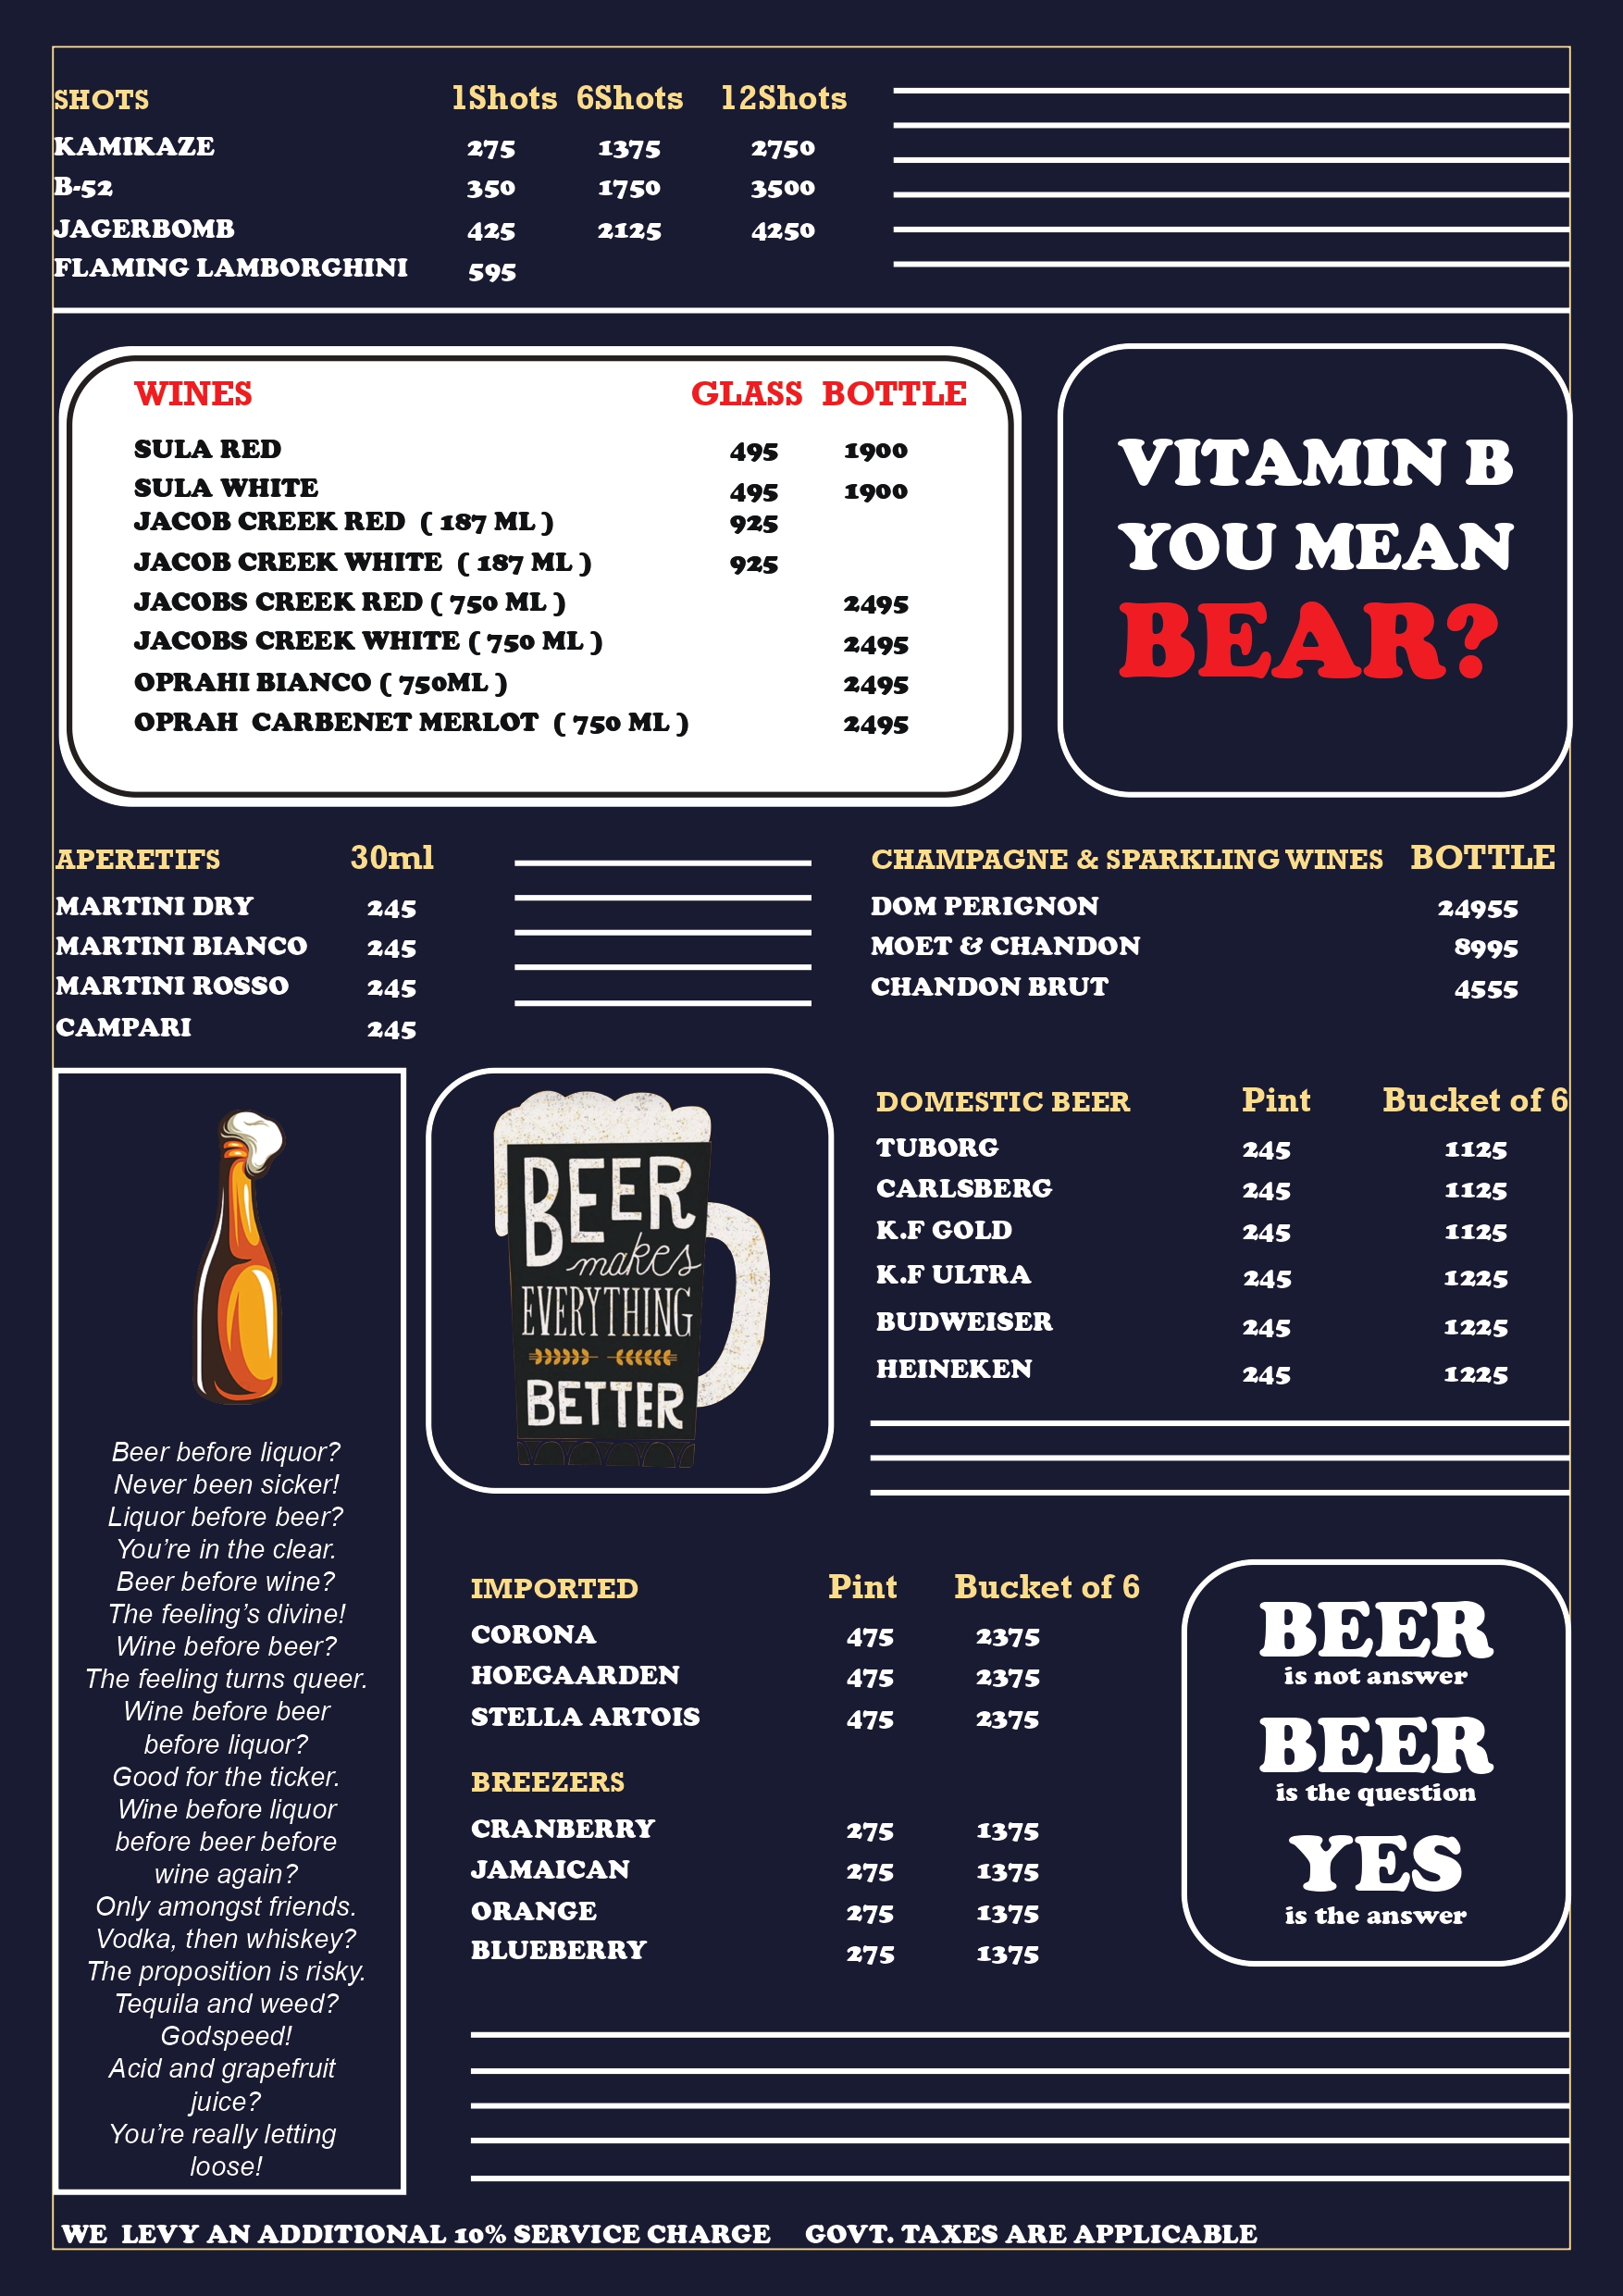 SHOTS 1Shots 6Shots 12Shots
KAMIKAZE 275 1375 2750
B-52 350 1750 3500
JAGERBOMB 425 2125 4250
FLAMING LAMBORGHINI 595
WINES GLASS BOTTLE
SULA RED 495 1900
SULA WHITE 495 1900
JACOB CREEK RED ( 187 ML ) 925
JACOB CREEK WHITE ( 187 ML ) 925
JACOBS CREEK RED ( 750 ML ) 2495
JACOBS CREEK WHITE ( 750 ML ) 2495
OPRAHI BIANCO ( 750ML ) 2495
OPRAH CARBENET MERLOT ( 750 ML ) 2495
VITAMIN B
YOU MEAN
BEAR?
APERETIFS 30ml
MARTINI DRY 245
MARTINI BIANCO 245
MARTINI ROSSO 245
CAMPARI 245
CHAMPAGNE & SPARKLING WINES BOTTLE
DOM PERIGNON 24955
MOET & CHANDON 8995
CHANDON BRUT 4555
Beer before liquor?
Never been sicker!
Liquor before beer?
You're in the clear.
Beer before wine?
The feeling's divine!
Wine before beer?
The feeling turns queer.
Wine before beer
before liquor?
Good for the ticker.
Wine before liquor
before beer before
wine again?
Only amongst friends.
Vodka, then whiskey?
The proposition is risky.
Tequila and weed?
Godspeed!
Acid and grapefruit
juice?
You're really letting
loose!
BEER
makes
EVERYTHING
BETTER
DOMESTIC BEER Pint Bucket of 6
TUBORG 245 1125
CARLSBERG 245 1125
K.F GOLD 245 1125
K.F ULTRA 245 1225
BUDWEISER 245 1225
HEINEKEN 245 1225
IMPORTED Pint Bucket of 6
CORONA 475 2375
HOEGAARDEN 475 2375
STELLA ARTOIS 475 2375
BREEZERS
CRANBERRY 275 1375
JAMAICAN 275 1375
ORANGE 275 1375
BLUEBERRY 275 1375
BEER
is not answer
BEER
is the question
YES
is the answer
WE LEVY AN ADDITIONAL 10% SERVICE CHARGE GOVT. TAXES ARE APPLICABLE